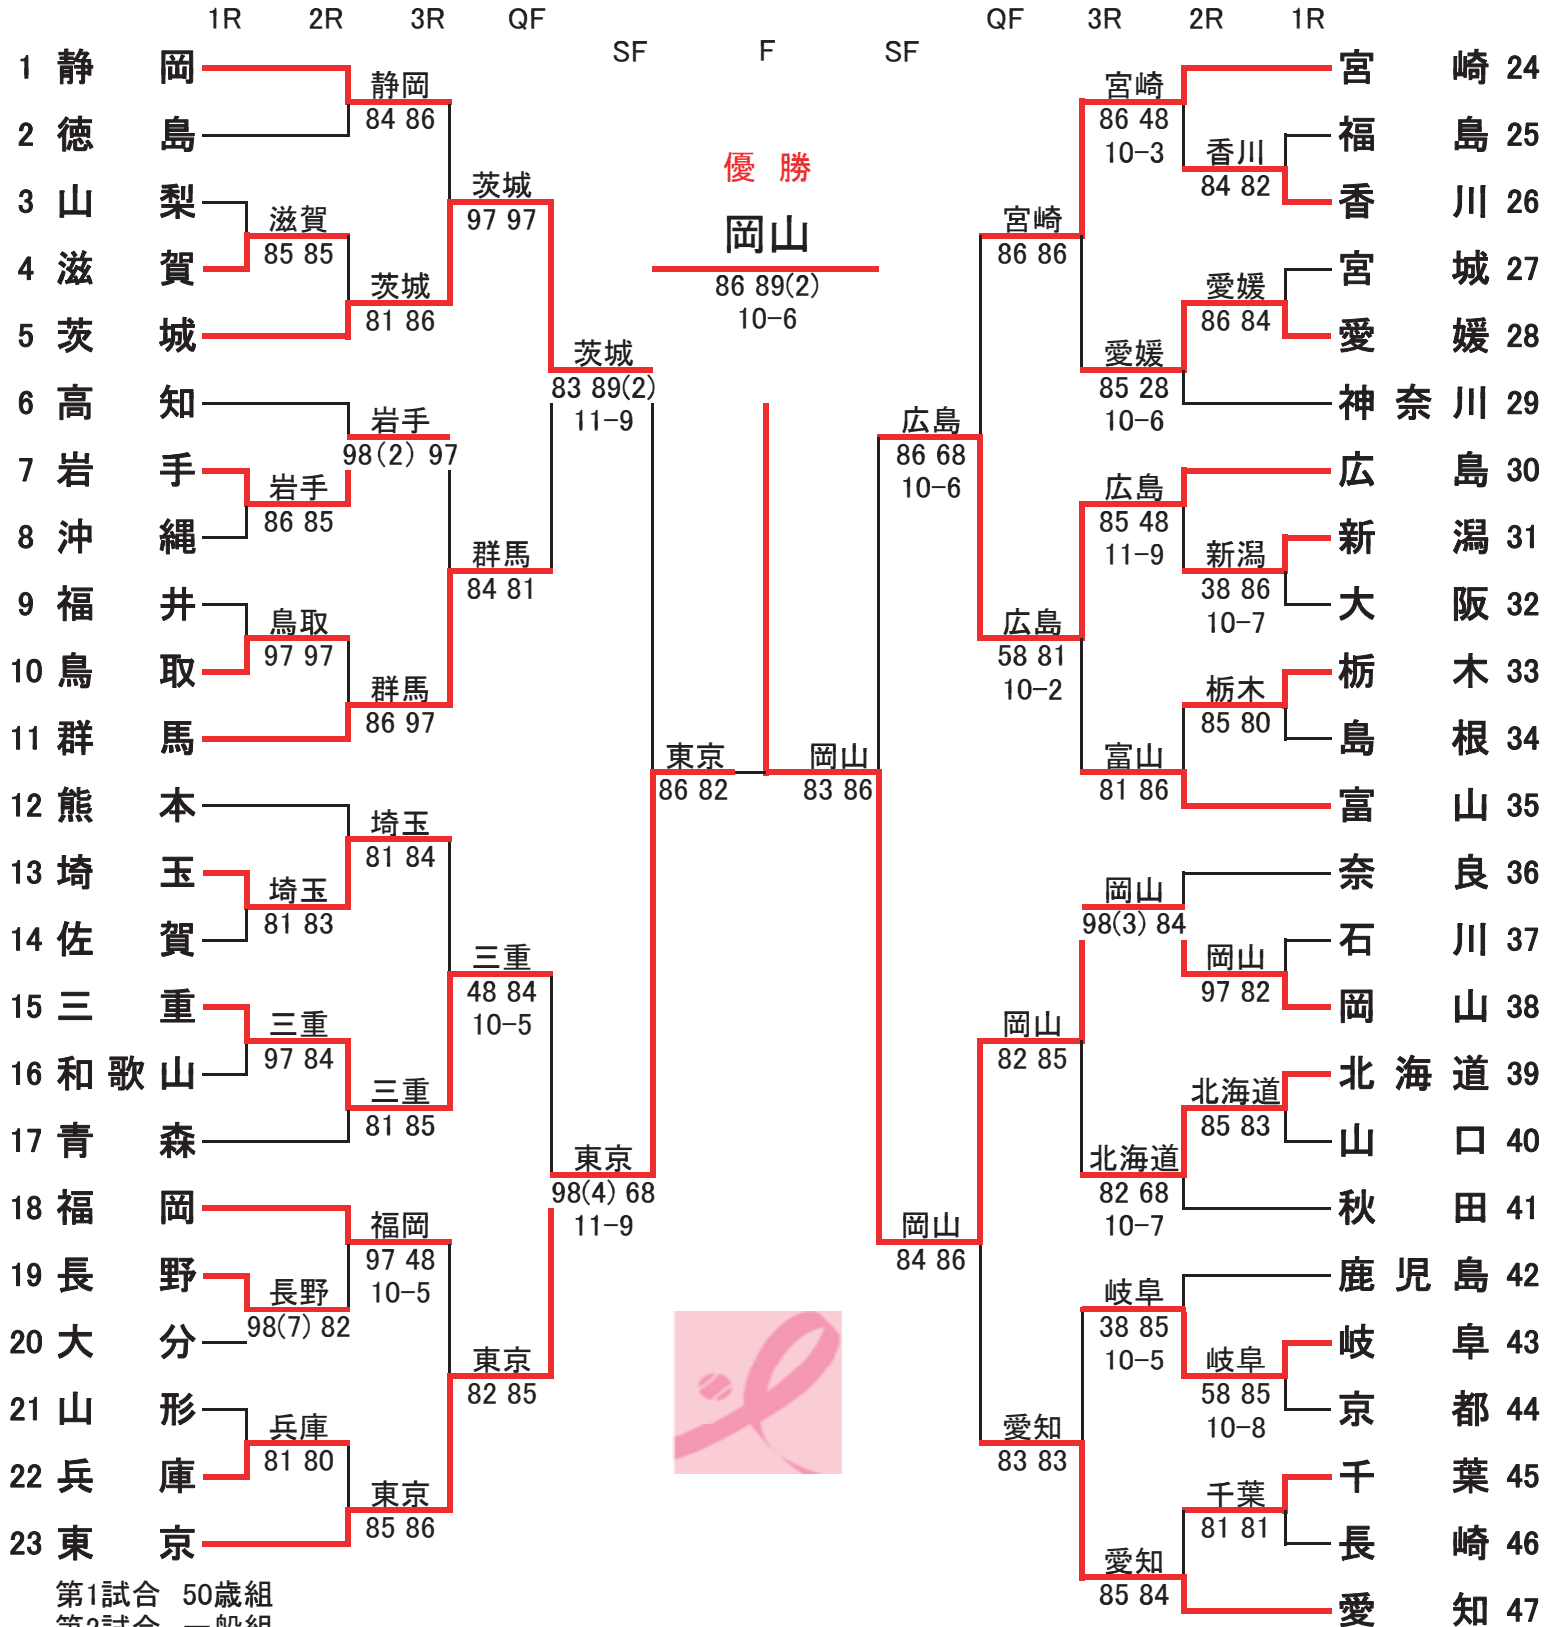 1R 2R 3R QF SF F SF QF 3R 2R 1R
優 勝
岡山
86 89(2)
10-6
1 静 岡
2 徳 島
3 山 梨
4 滋 賀
5 茨 城
6 高 知
7 岩 手
8 沖 縄
9 福 井
10 鳥 取
11 群 馬
12 熊 本
13 埼 玉
14 佐 賀
15 三 重
16 和 歌 山
17 青 森
18 福 岡
19 長 野
20 大 分
21 山 形
22 兵 庫
23 東 京
滋賀
85 85
岩手
86 85
鳥取
97 97
埼玉
81 83
三重
97 84
長野
98(7) 82
兵庫
81 80
静岡
84 86
茨城
81 86
岩手
98(2) 97
群馬
86 97
埼玉
81 84
三重
81 85
福岡
97 48
10-5
東京
85 86
茨城
97 97
群馬
84 81
三重
48 84
10-5
東京
82 85
茨城
83 89(2)
11-9
東京
98(4) 68
11-9
東京
86 82
岡山
83 86
広島
86 68
10-6
岡山
84 86
宮崎
86 86
広島
58 81
10-2
岡山
82 85
愛知
83 83
宮崎
86 48
10-3
愛媛
85 28
10-6
広島
85 48
11-9
富山
81 86
岡山
98(3) 84
北海道
82 68
10-7
岐阜
38 85
10-5
愛知
85 84
香川
84 82
愛媛
86 84
新潟
38 86
10-7
栃木
85 80
岡山
97 82
北海道
85 83
岐阜
58 85
10-8
千葉
81 81
宮 崎 24
福 島 25
香 川 26
宮 城 27
愛 媛 28
神 奈 川 29
広 島 30
新 潟 31
大 阪 32
栃 木 33
島 根 34
富 山 35
奈 良 36
石 川 37
岡 山 38
北 海 道 39
山 口 40
秋 田 41
鹿 児 島 42
岐 阜 43
京 都 44
千 葉 45
長 崎 46
愛 知 47
第1試合 50歳組
第2試合 一般組